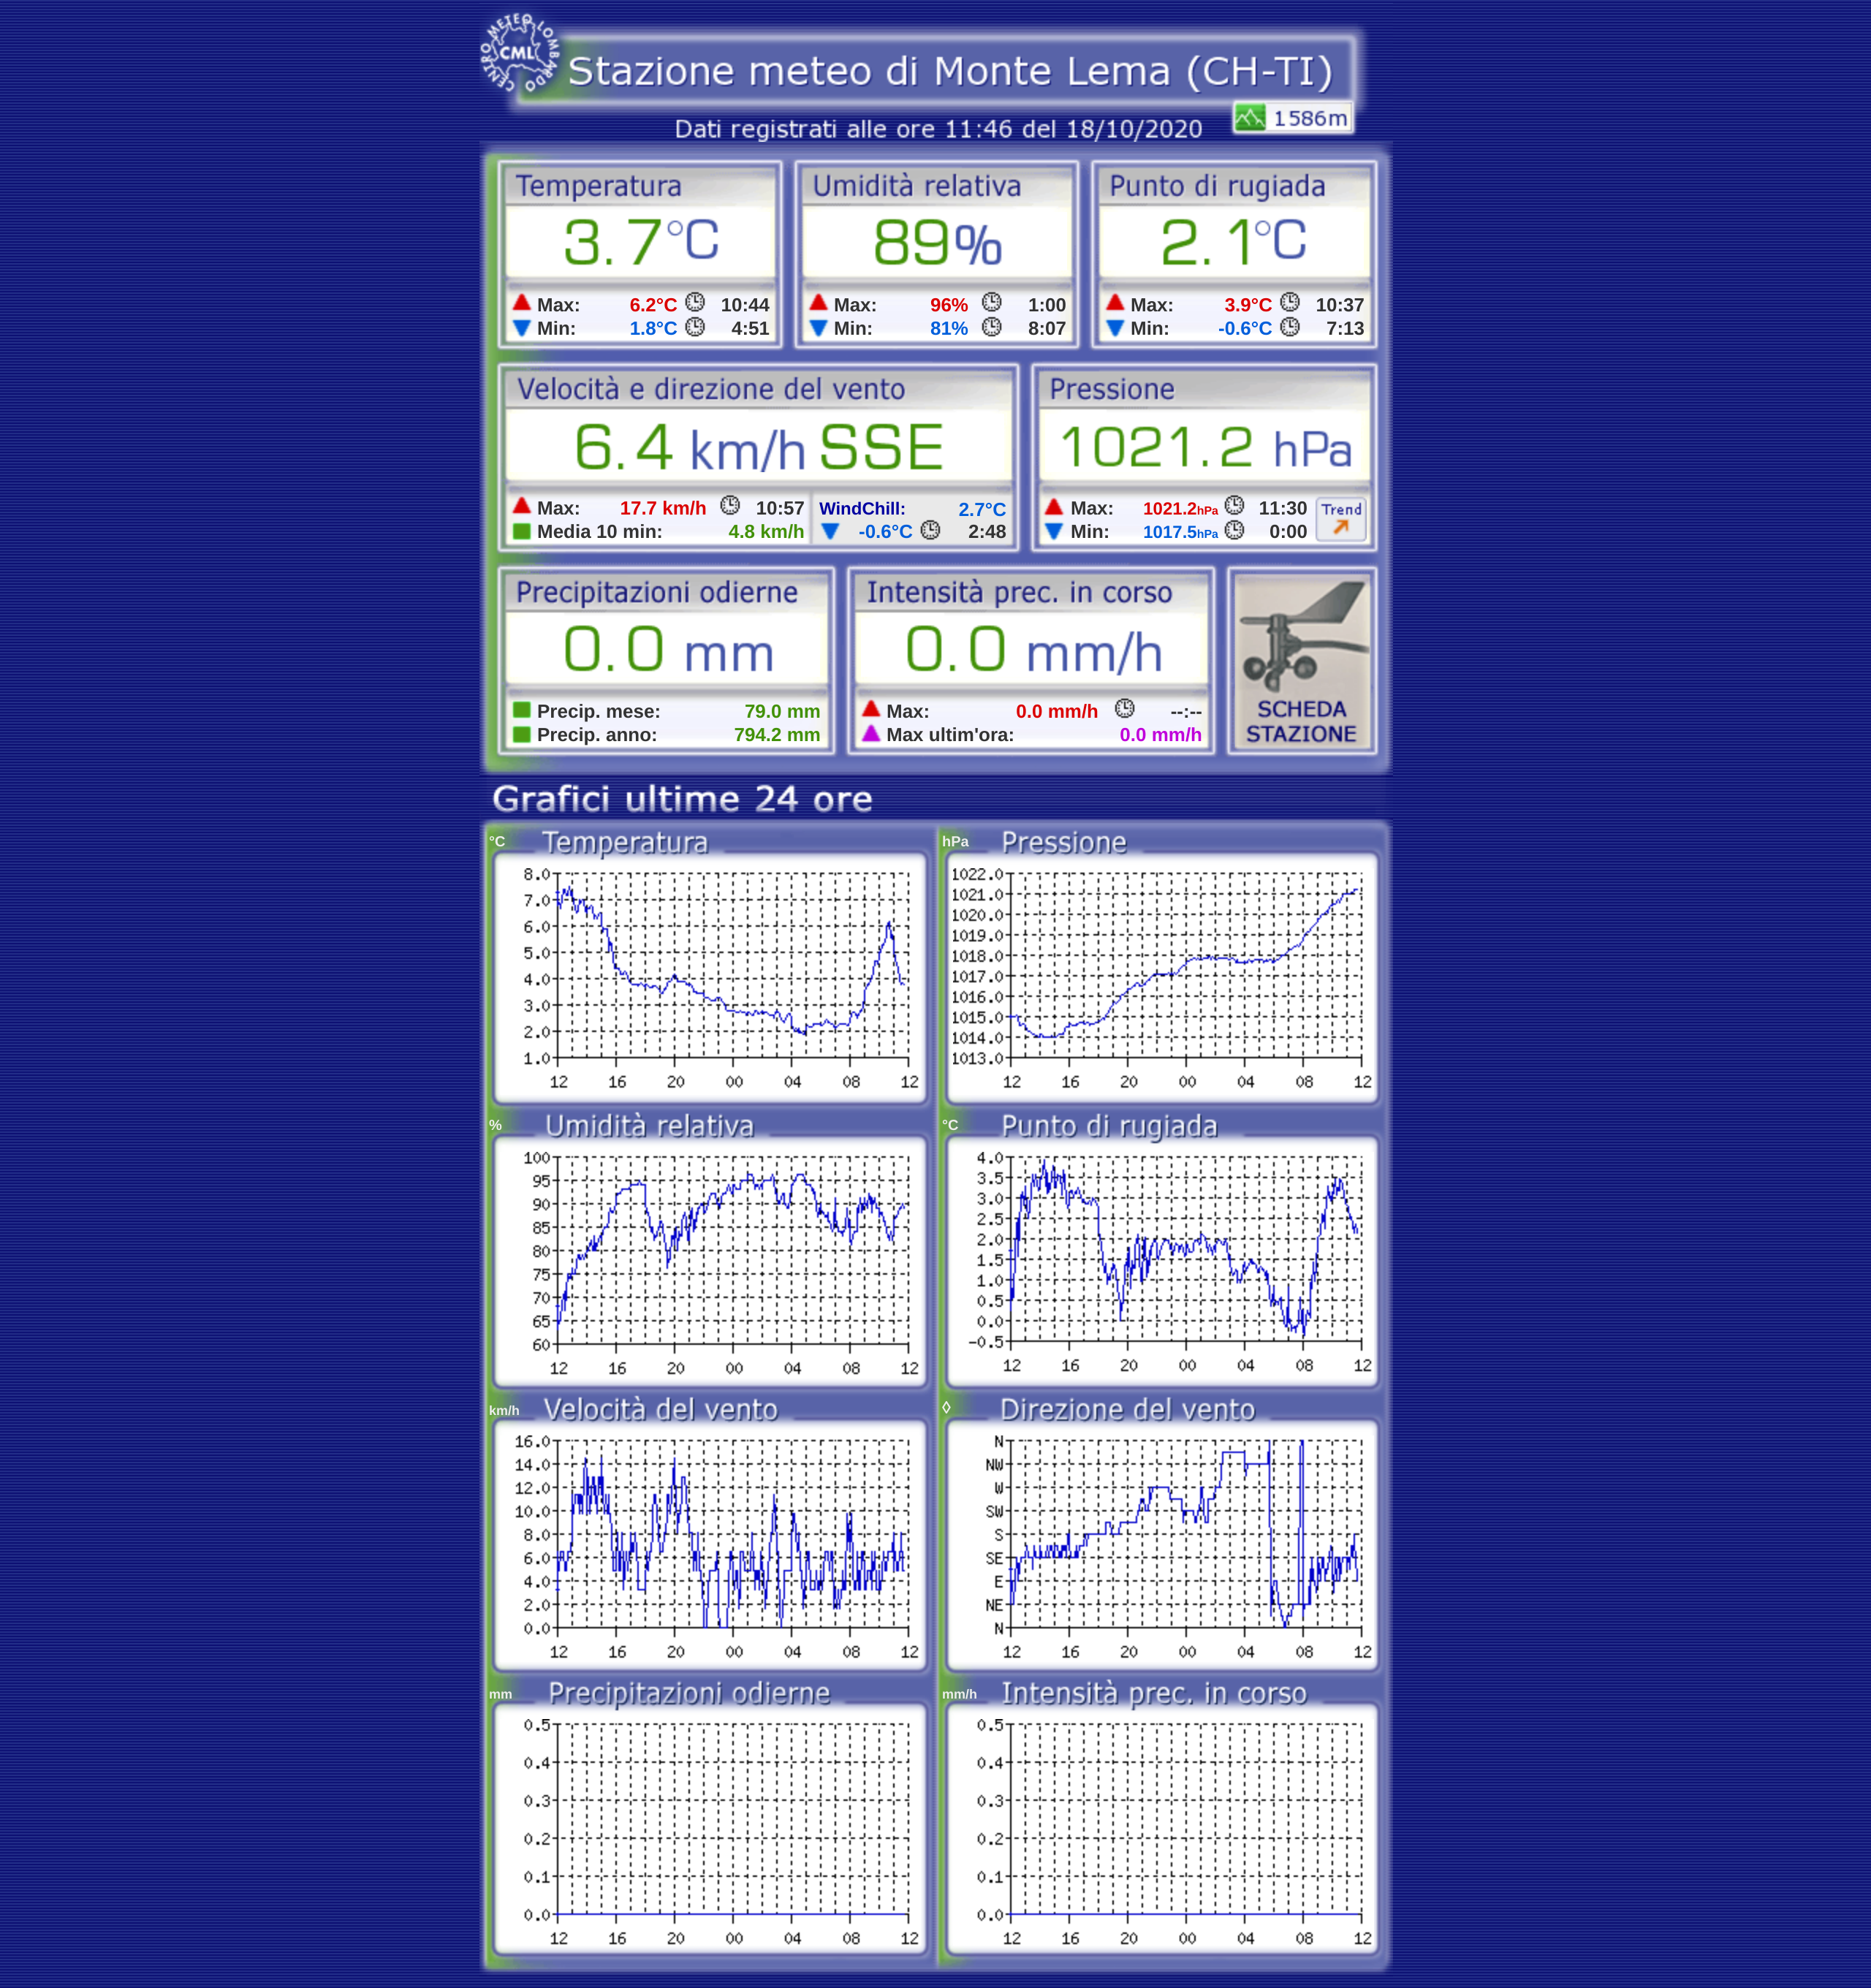 CENTRO METEO LOMBARDO
CML
Stazione meteo di Monte Lema (CH-TI)
1586m
Dati registrati alle ore 11:46 del 18/10/2020
Temperatura
3.7°C
Max: 6.2°C 10:44
Min: 1.8°C 4:51
Umidità relativa
89%
Max: 96% 1:00
Min: 81% 8:07
Punto di rugiada
2.1°C
Max: 3.9°C 10:37
Min: -0.6°C 7:13
Velocità e direzione del vento
6.4 km/h SSE
Max: 17.7 km/h 10:57
Media 10 min: 4.8 km/h
WindChill: 2.7°C
-0.6°C 2:48
Pressione
1021.2 hPa
Max: 1021.2hPa 11:30
Min: 1017.5hPa 0:00
Trend
Precipitazioni odierne
0.0 mm
Precip. mese: 79.0 mm
Precip. anno: 794.2 mm
Intensità prec. in corso
0.0 mm/h
Max: 0.0 mm/h --:--
Max ultim'ora: 0.0 mm/h
SCHEDA
STAZIONE
Grafici ultime 24 ore
°C Temperatura
8.0
7.0
6.0
5.0
4.0
3.0
2.0
1.0
12 16 20 00 04 08 12
hPa Pressione
1022.0
1021.0
1020.0
1019.0
1018.0
1017.0
1016.0
1015.0
1014.0
1013.0
12 16 20 00 04 08 12
% Umidità relativa
100
95
90
85
80
75
70
65
60
12 16 20 00 04 08 12
°C Punto di rugiada
4.0
3.5
3.0
2.5
2.0
1.5
1.0
0.5
0.0
-0.5
12 16 20 00 04 08 12
km/h Velocità del vento
16.0
14.0
12.0
10.0
8.0
6.0
4.0
2.0
0.0
12 16 20 00 04 08 12
◊ Direzione del vento
N
NW
W
SW
S
SE
E
NE
N
12 16 20 00 04 08 12
mm Precipitazioni odierne
0.5
0.4
0.3
0.2
0.1
0.0
12 16 20 00 04 08 12
mm/h Intensità prec. in corso
0.5
0.4
0.3
0.2
0.1
0.0
12 16 20 00 04 08 12